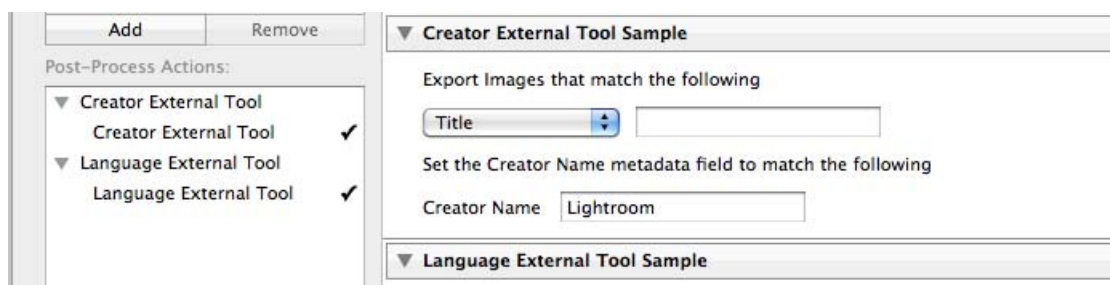 Add Remove
Post-Process Actions:
Creator External Tool
Creator External Tool ✔
Language External Tool
Language External Tool ✔
Creator External Tool Sample
Export Images that match the following
Title
Set the Creator Name metadata field to match the following
Creator Name Lightroom
Language External Tool Sample